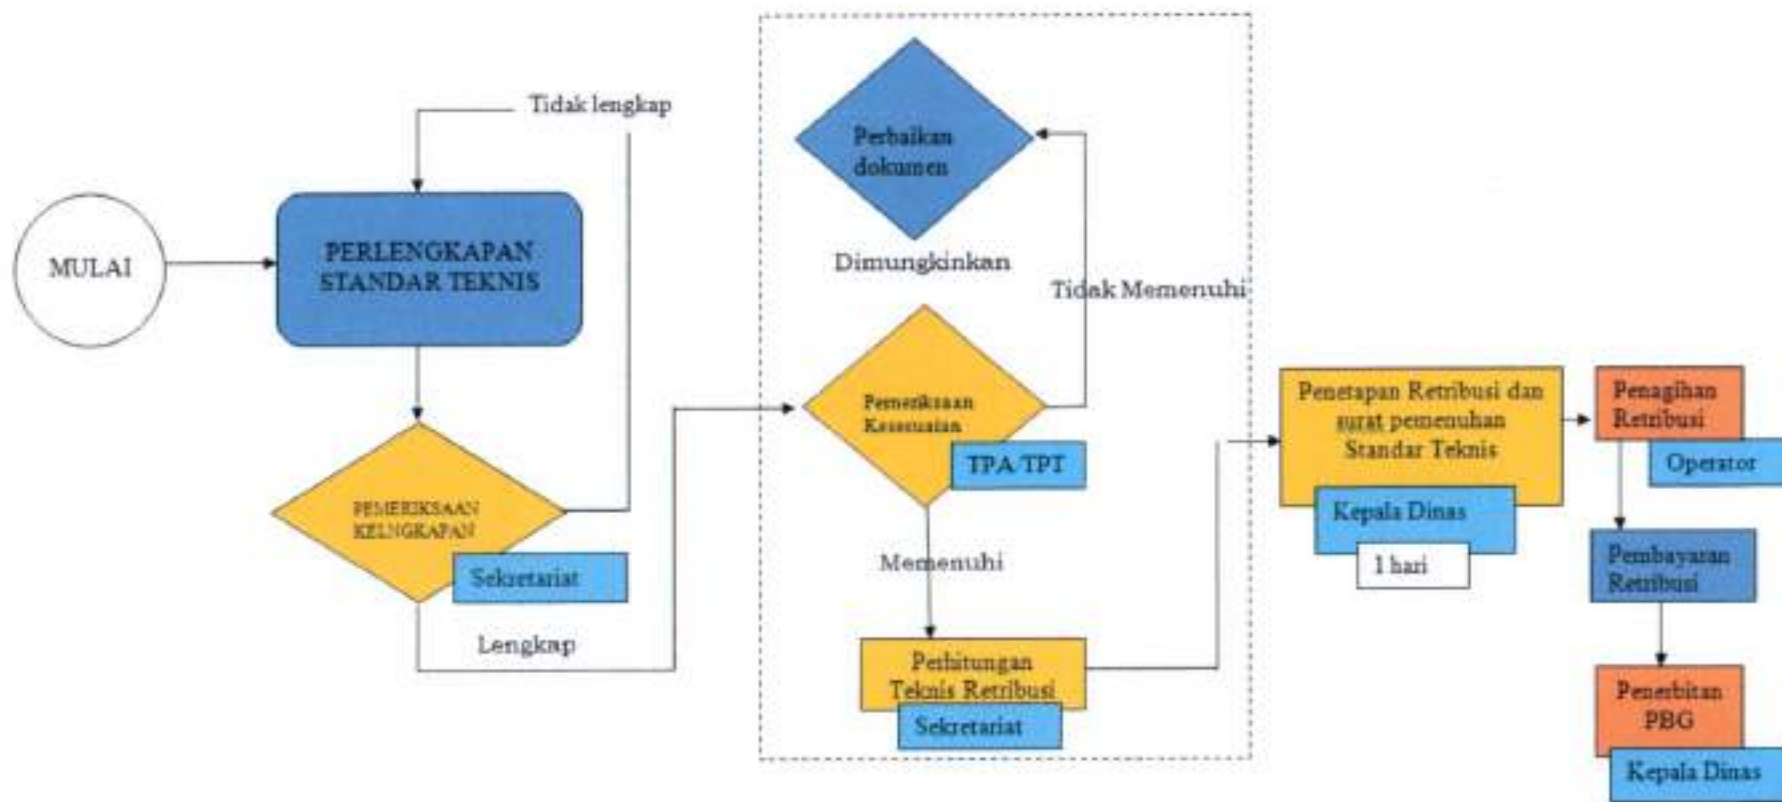 Tidak lengkap
MULAI
PERLENGKAPAN
STANDAR TEKNIS
PEMERIKSAAN
KELNGKAPAN
Sekretariat
Lengkap
Perbaikan
dokumen
Dimungkinkan
Tidak Memenuhi
Pemeriksaan
Kesesuaian
TPA/TPT
Memenuhi
Perhitungan
Teknis Retribusi
Sekretariat
Penetapan Retribusi dan
surat pemenuhan
Standar Teknis
Kepala Dinas
1 hari
Penagihan
Retribusi
Operator
Pembayaran
Retribusi
Penerbitan
PBG
Kepala Dinas